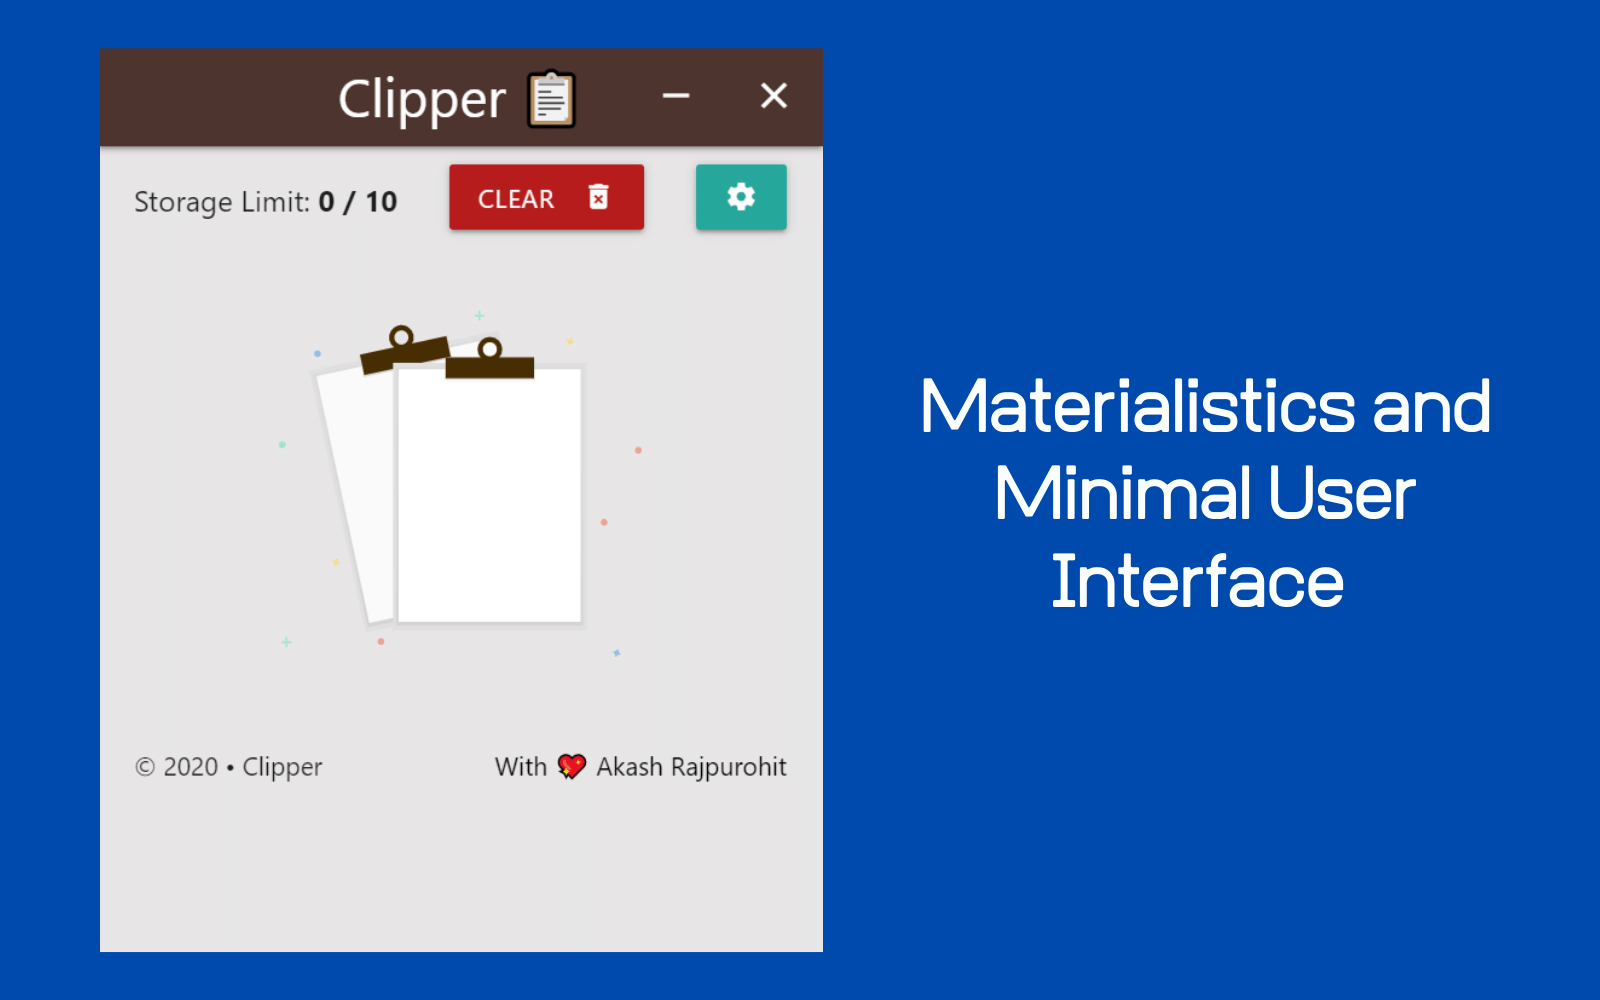 Clipper
Storage Limit: 0 / 10
CLEAR
© 2020 • Clipper
With 💖 Akash Rajpurohit
Materialistics and
Minimal User
Interface